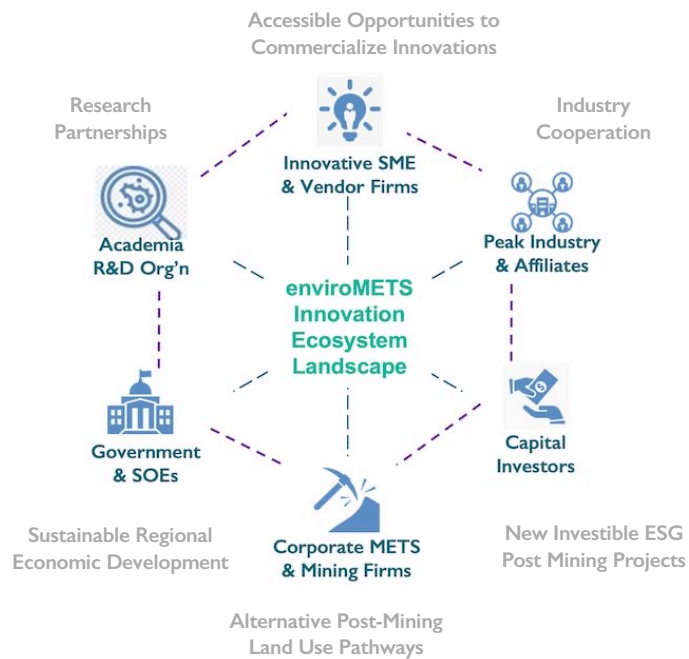 Accessible Opportunities to
Commercialize Innovations
Research
Partnerships
Industry
Cooperation
Innovative SME
& Vendor Firms
Academia
R&D Org'n
Peak Industry
& Affiliates
enviroMETS
Innovation
Ecosystem
Landscape
Government
& SOEs
Capital
Investors
Corporate METS
& Mining Firms
Sustainable Regional
Economic Development
New Investible ESG
Post Mining Projects
Alternative Post-Mining
Land Use Pathways